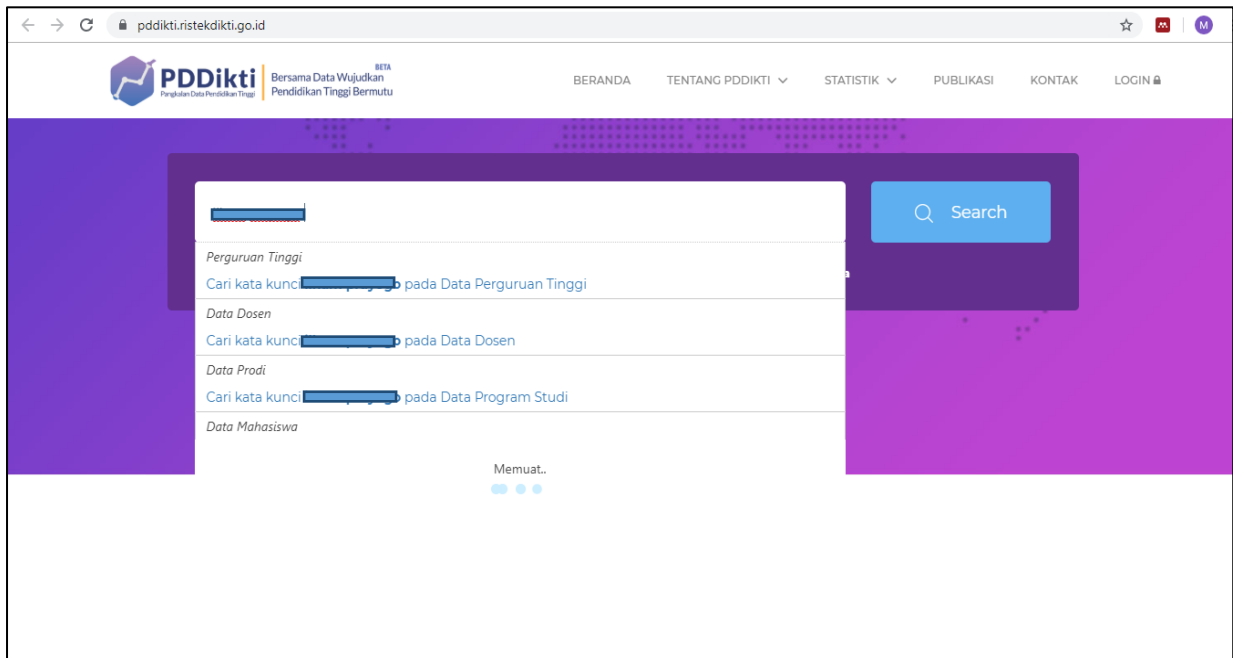 pddikti.ristekdikti.go.id
M
PDDikti
BETA
Pangkalan Data Pendidikan Tinggi
Bersama Data Wujudkan
Pendidikan Tinggi Bermutu
BERANDA TENTANG PDDIKTI STATISTIK PUBLIKASI KONTAK LOGIN
Search
Perguruan Tinggi
Cari kata kunci pada Data Perguruan Tinggi
Data Dosen
Cari kata kunci pada Data Dosen
Data Prodi
Cari kata kunci pada Data Program Studi
Data Mahasiswa
Memuat..